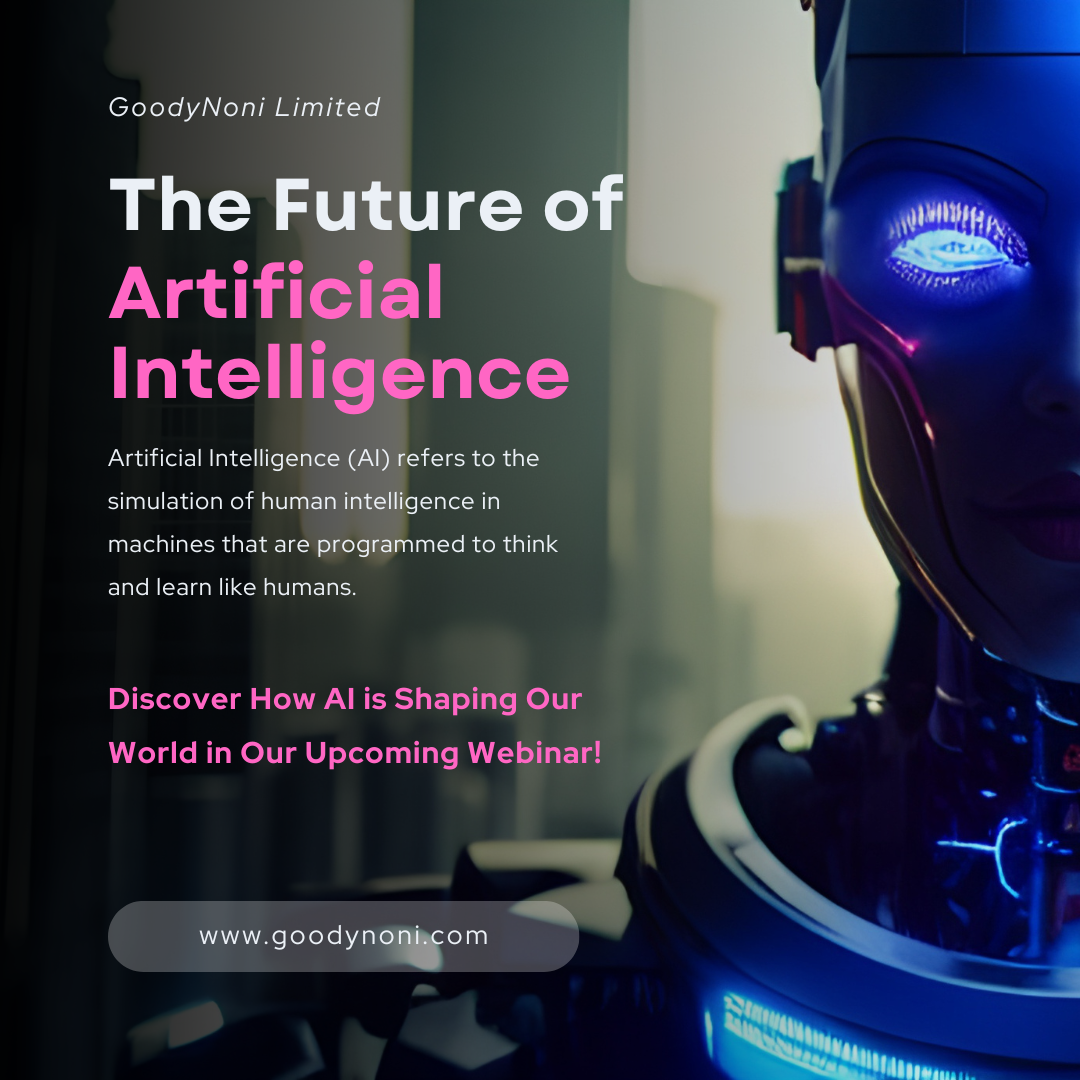 GoodyNoni Limited
The Future of
Artificial
Intelligence
Artificial Intelligence (AI) refers to the
simulation of human intelligence in
machines that are programmed to think
and learn like humans.
Discover How AI is Shaping Our
World in Our Upcoming Webinar!
www.goodynoni.com